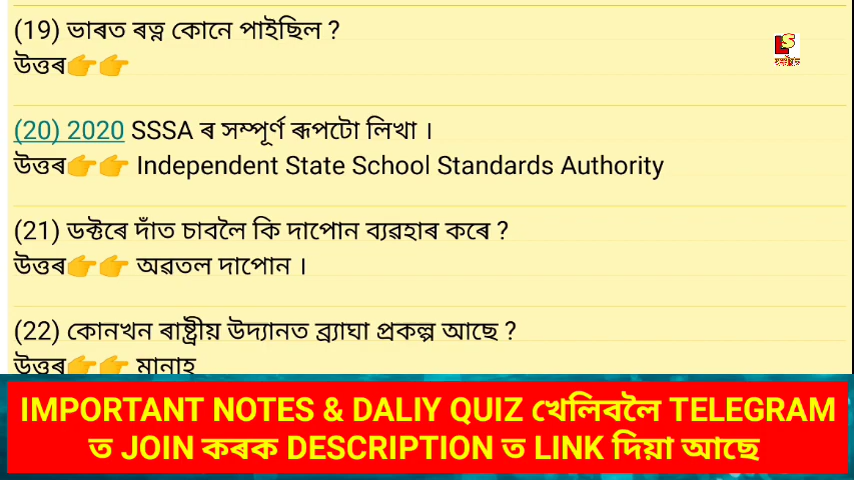 (19) ভাৰত ৰত্ন কোনে পাইছিল ?
উত্তৰ👉👉
LS
(20) 2020 SSSA ৰ সম্পূৰ্ণ ৰূপটো লিখা ।
উত্তৰ👉👉 Independent State School Standards Authority
(21) ডক্টৰে দাঁত চাবলৈ কি দাপোন ব্যৱহাৰ কৰে ?
উত্তৰ👉👉 অৱতল দাপোন ।
(22) কোনখন ৰাষ্ট্ৰীয় উদ্যানত ব্ৰ্যাঘা প্ৰকল্প আছে ?
উত্তৰ👉👉 মানাহ
IMPORTANT NOTES & DALIY QUIZ খেলিবলৈ TELEGRAM
ত JOIN কৰক DESCRIPTION ত LINK দিয়া আছে